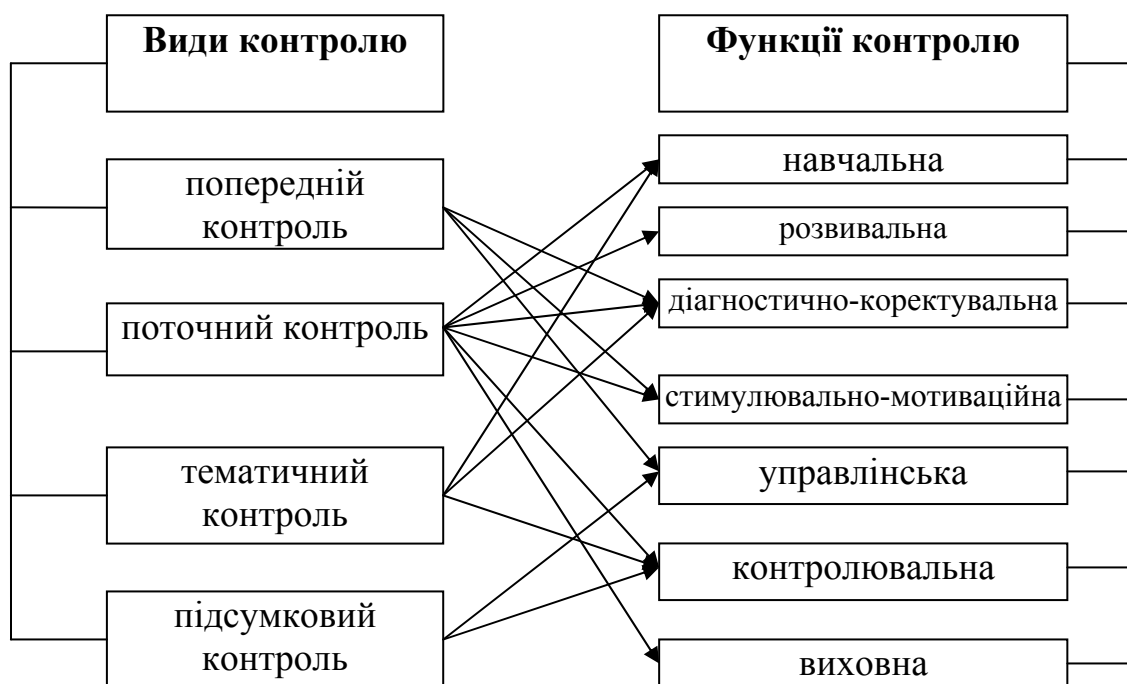 Види контролю
Функції контролю
попередній
контроль
поточний контроль
тематичний
контроль
підсумковий
контроль
навчальна
розвивальна
діагностично-коректувальна
стимулювально-мотиваційна
управлінська
контролювальна
виховна